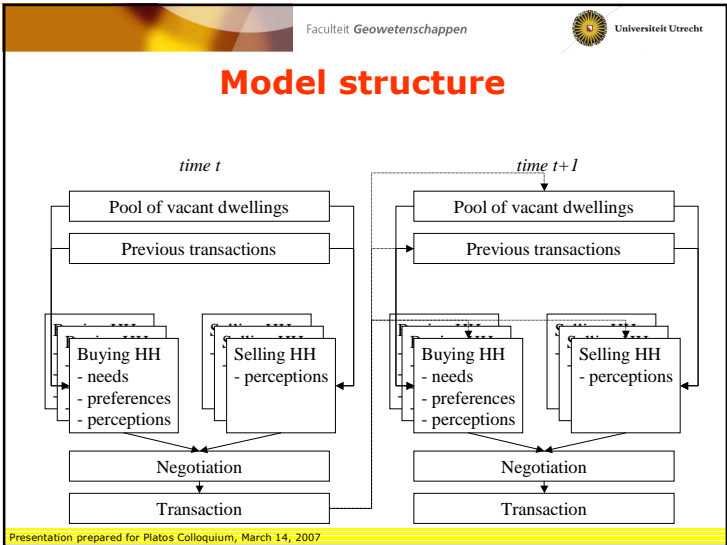 Faculteit Geowetenschappen
Universiteit Utrecht
Model structure
time t
Pool of vacant dwellings
Previous transactions
Buying HH
- needs
- preferences
- perceptions
Selling HH
- perceptions
Negotiation
Transaction
time t+1
Pool of vacant dwellings
Previous transactions
Buying HH
- needs
- preferences
- perceptions
Selling HH
- perceptions
Negotiation
Transaction
Presentation prepared for Platos Colloquium, March 14, 2007